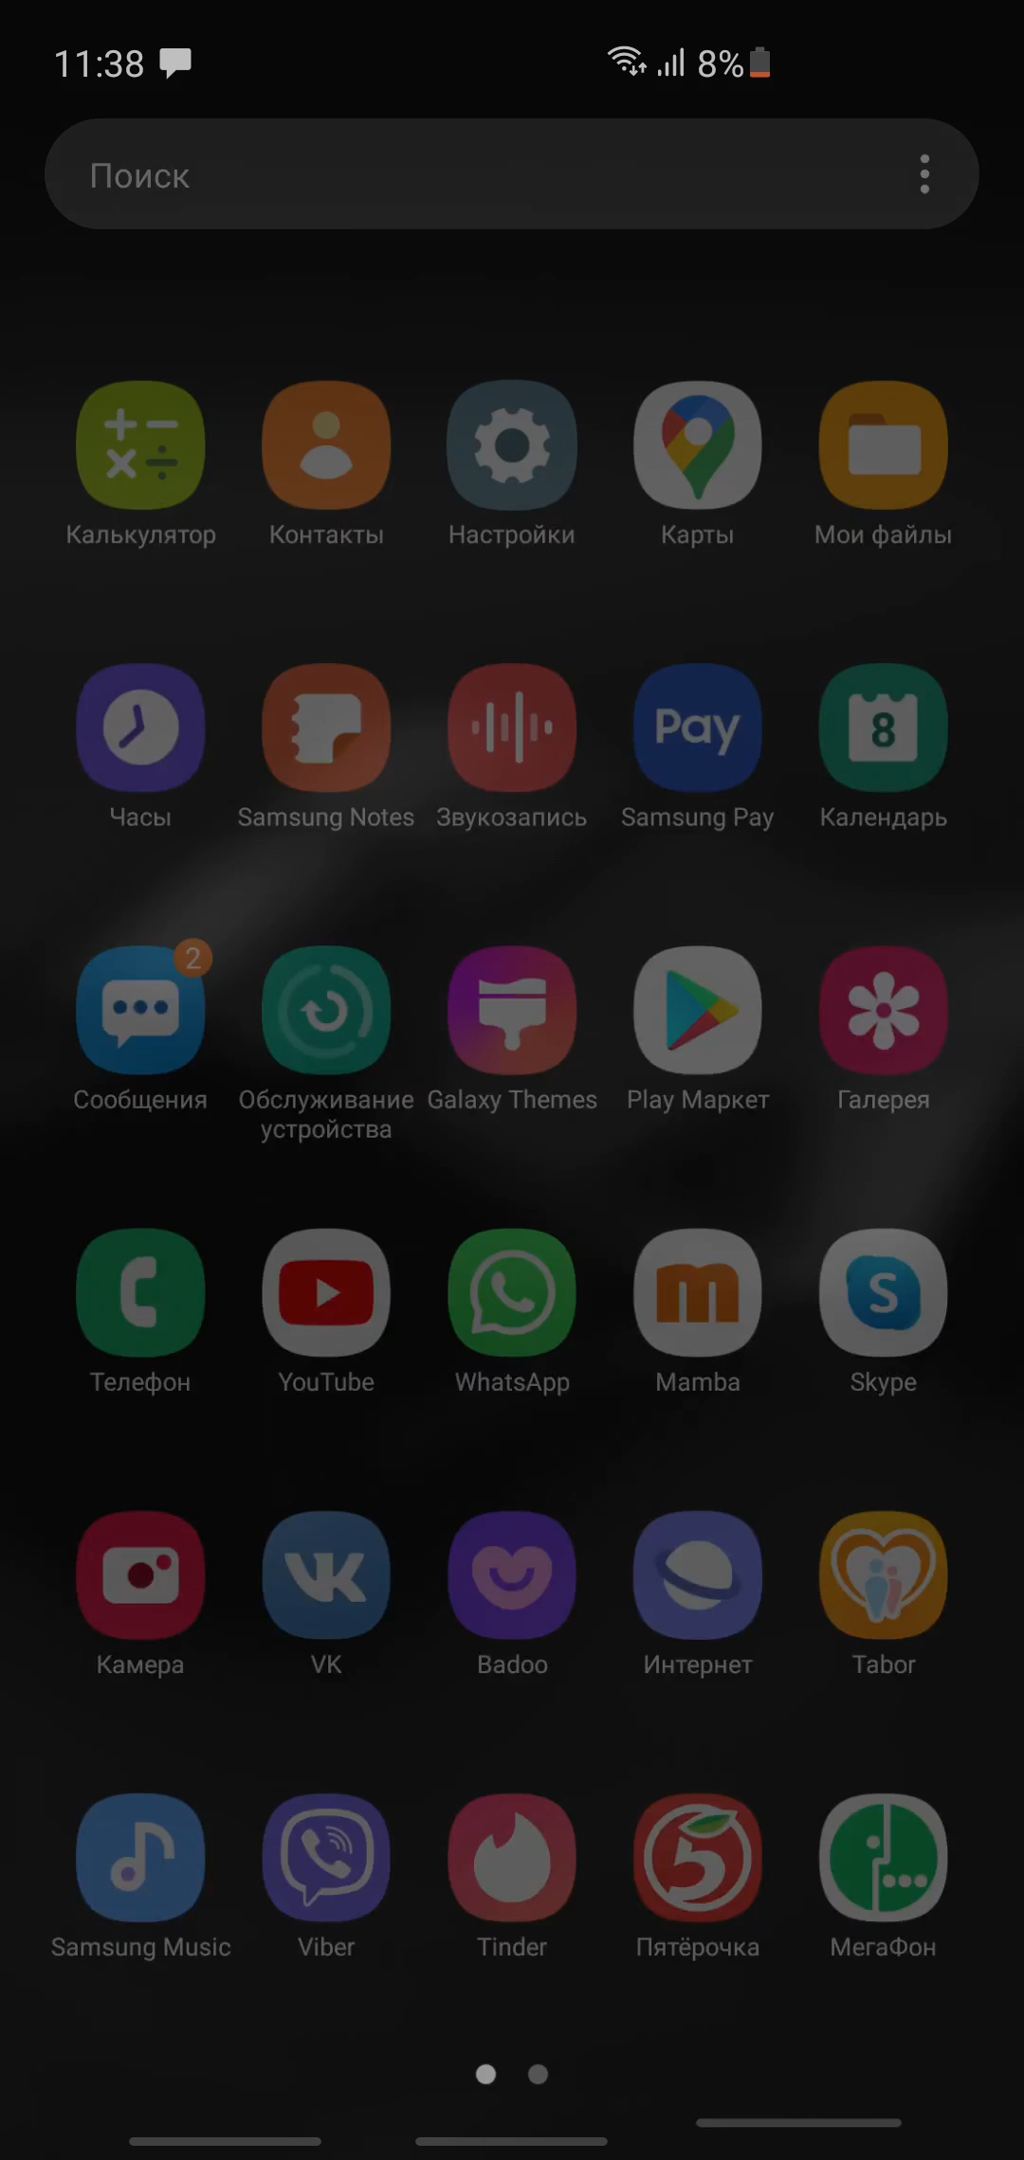 11:38
8%
Поиск
Калькулятор
Контакты
Настройки
Карты
Мои файлы
Pay
8
Часы
Samsung Notes
Звукозапись
Samsung Pay
Календарь
2
Сообщения
Обслуживание
устройства
Galaxy Themes
Play Маркет
Галерея
m
S
Телефон
YouTube
WhatsApp
Mamba
Skype
VK
Камера
VK
Badoo
Интернет
Tabor
5
Samsung Music
Viber
Tinder
Пятёрочка
МегаФон